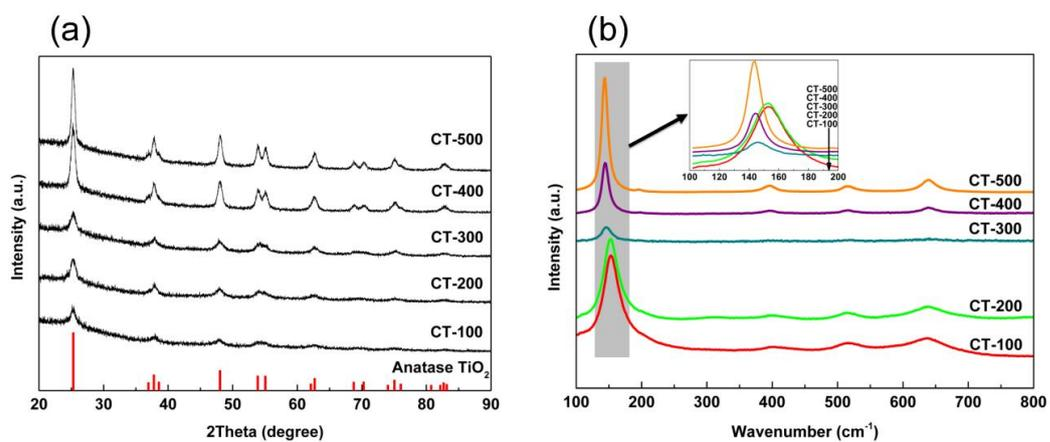 (a)
Intensity (a.u.)
CT-500
CT-400
CT-300
CT-200
CT-100
Anatase TiO₂
20 30 40 50 60 70 80 90
2Theta (degree)
(b)
Intensity (a.u.)
CT-500
CT-400
CT-300
CT-200
CT-100
100 120 140 160 180 200
CT-500
CT-400
CT-300
CT-200
CT-100
100 200 300 400 500 600 700 800
Wavenumber (cm⁻¹)